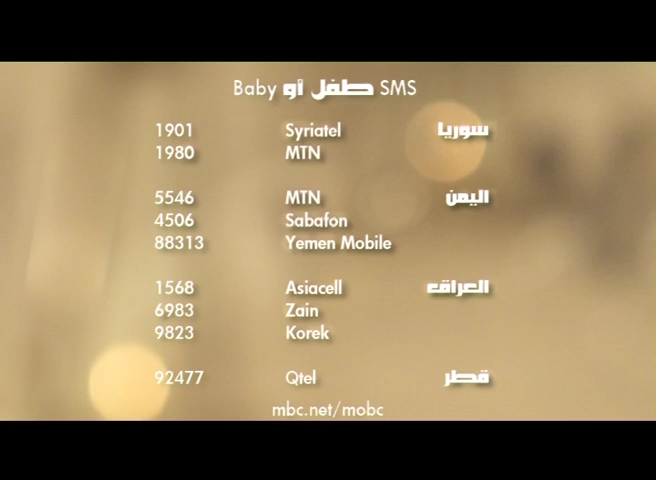 SMS طفل أو Baby
سوريا Syriatel 1901
MTN 1980
اليمن MTN 5546
Sabafon 4506
Yemen Mobile 88313
العراق Asiacell 1568
Zain 6983
Korek 9823
قطر Qtel 92477
mbc.net/mobc